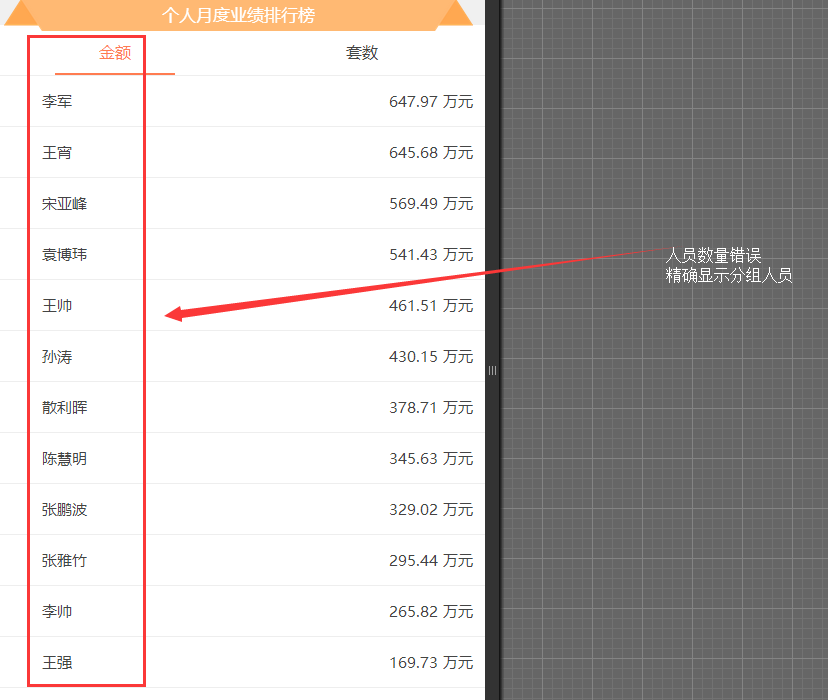 个人月度业绩排行榜
金额 套数
李军 647.97 万元
王宵 645.68 万元
宋亚峰 569.49 万元
袁博玮 541.43 万元
王帅 461.51 万元
孙涛 430.15 万元
散利晖 378.71 万元
陈慧明 345.63 万元
张鹏波 329.02 万元
张雅竹 295.44 万元
李帅 265.82 万元
王强 169.73 万元
人员数量错误
精确显示分组人员